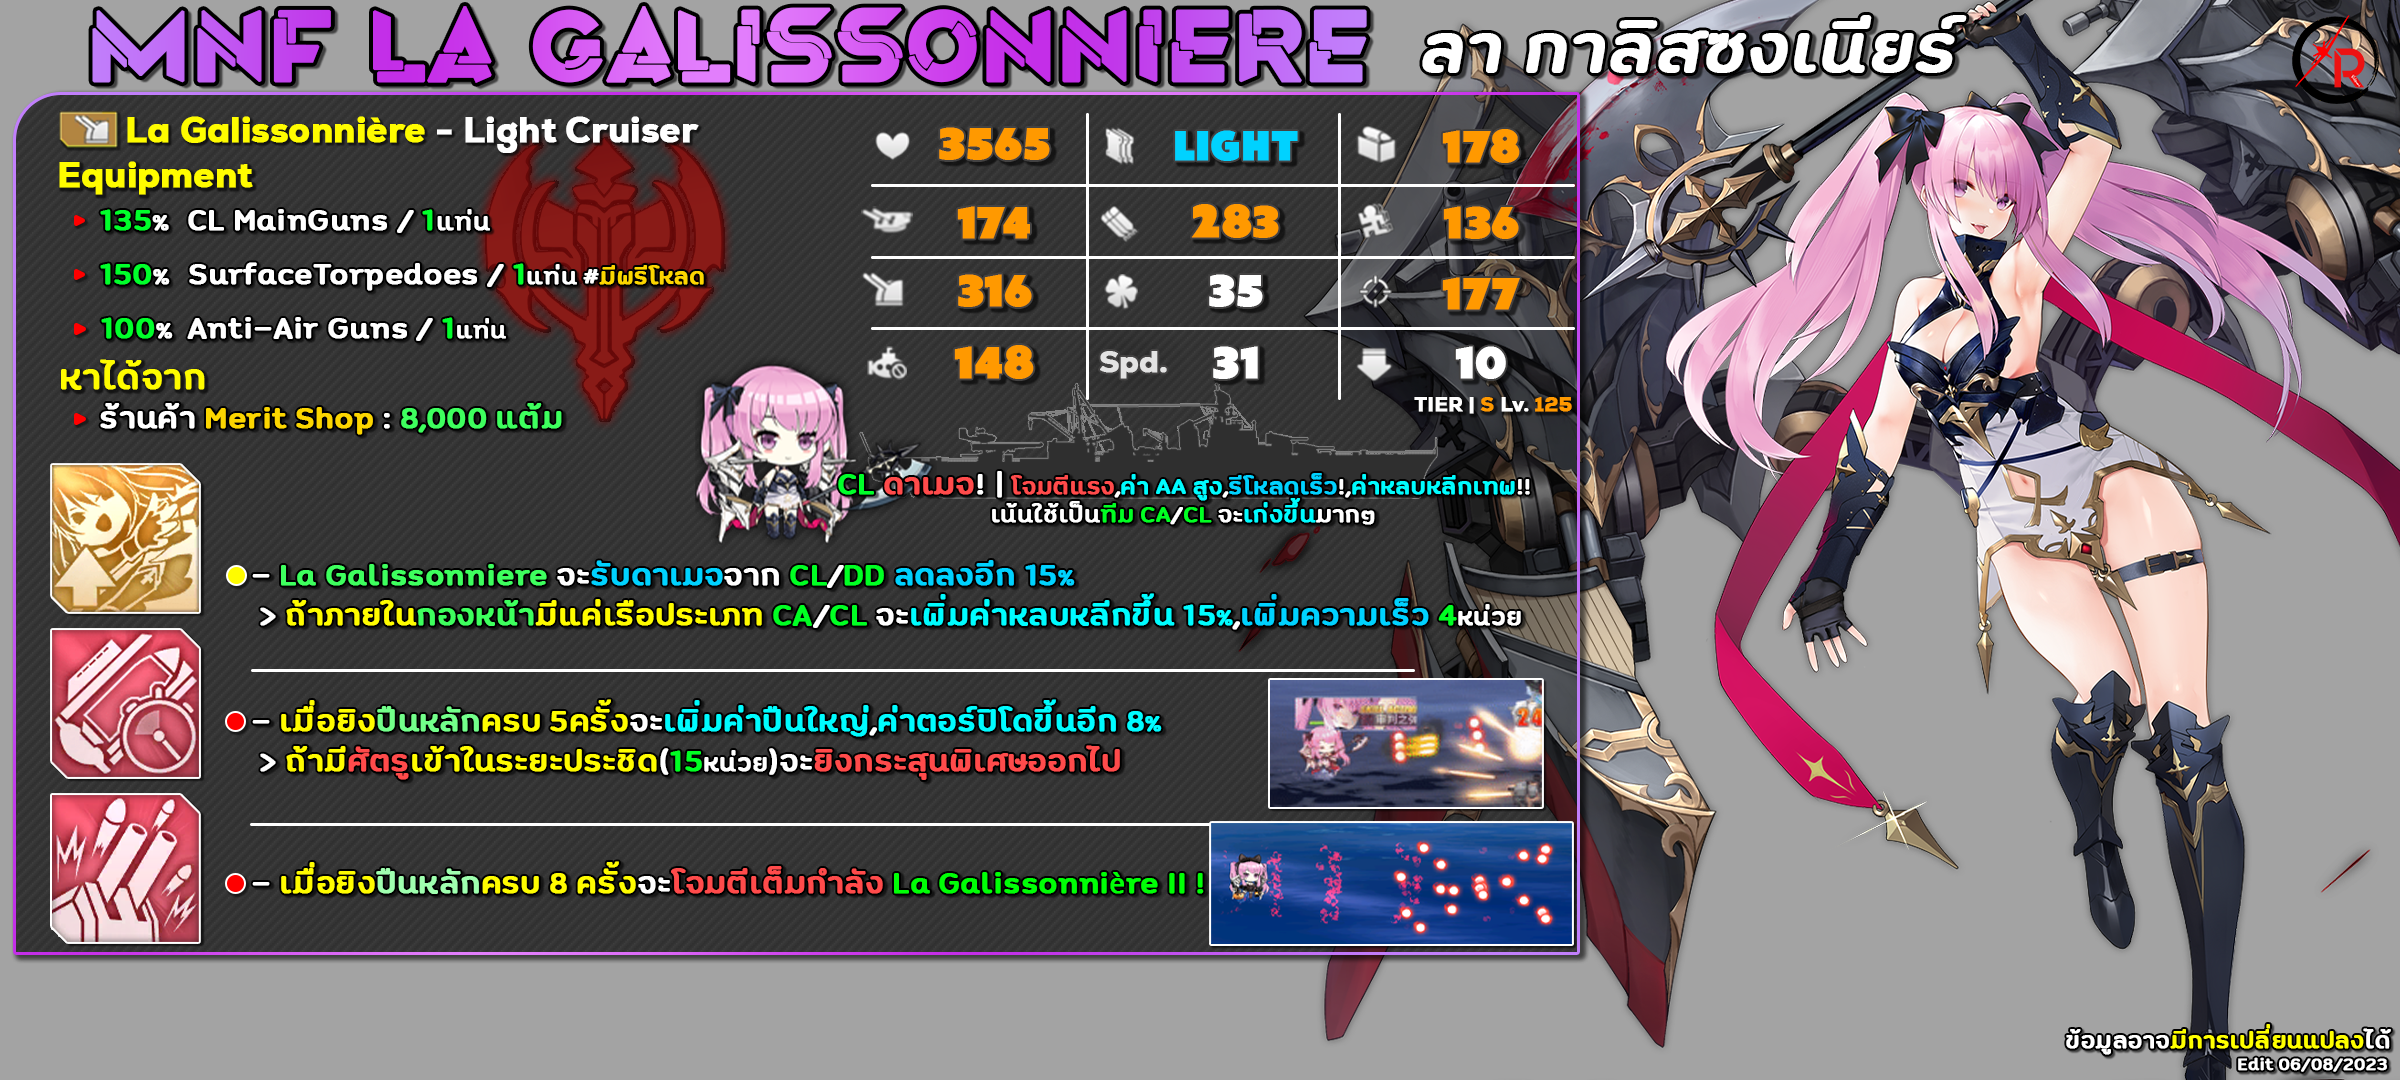 MNF LA GALISSONNIERE
ลา กาลิสซงเนียร์
R
La Galissonnière - Light Cruiser
Equipment
135% CL MainGuns / 1แท่น
150% SurfaceTorpedoes / 1แท่น #มีพรีโหลด
100% Anti-Air Guns / 1แท่น
หาได้จาก
ร้านค้า Merit Shop : 8,000 แต้ม
3565 LIGHT 178
174 283 136
316 35 177
148 Spd. 31 10
TIER | S Lv. 125
CL ดาเมจ! | โจมตีแรง,ค่า AA สูง,รีโหลดเร็ว!,ค่าหลบหลีกเทพ!!
เน้นใช้เป็นทีม CA/CL จะเก่งขึ้นมากๆ
- La Galissonniere จะรับดาเมจจาก CL/DD ลดลงอีก 15%
> ถ้าภายในกองหน้ามีแค่เรือประเภท CA/CL จะเพิ่มค่าหลบหลีกขึ้น 15%,เพิ่มความเร็ว 4หน่วย
- เมื่อยิงปืนหลักครบ 5ครั้งจะเพิ่มค่าปืนใหญ่,ค่าตอร์ปิโดขึ้นอีก 8%
> ถ้ามีศัตรูเข้าในระยะประชิด(15หน่วย)จะยิงกระสุนพิเศษออกไป
24
- เมื่อยิงปืนหลักครบ 8 ครั้งจะโจมตีเต็มกำลัง La Galissonnière II !
ข้อมูลอาจมีการเปลี่ยนแปลงได้
Edit 06/08/2023